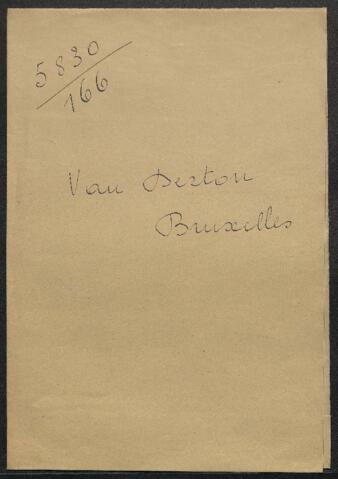 5830
166
Van Derton
Bruxelles